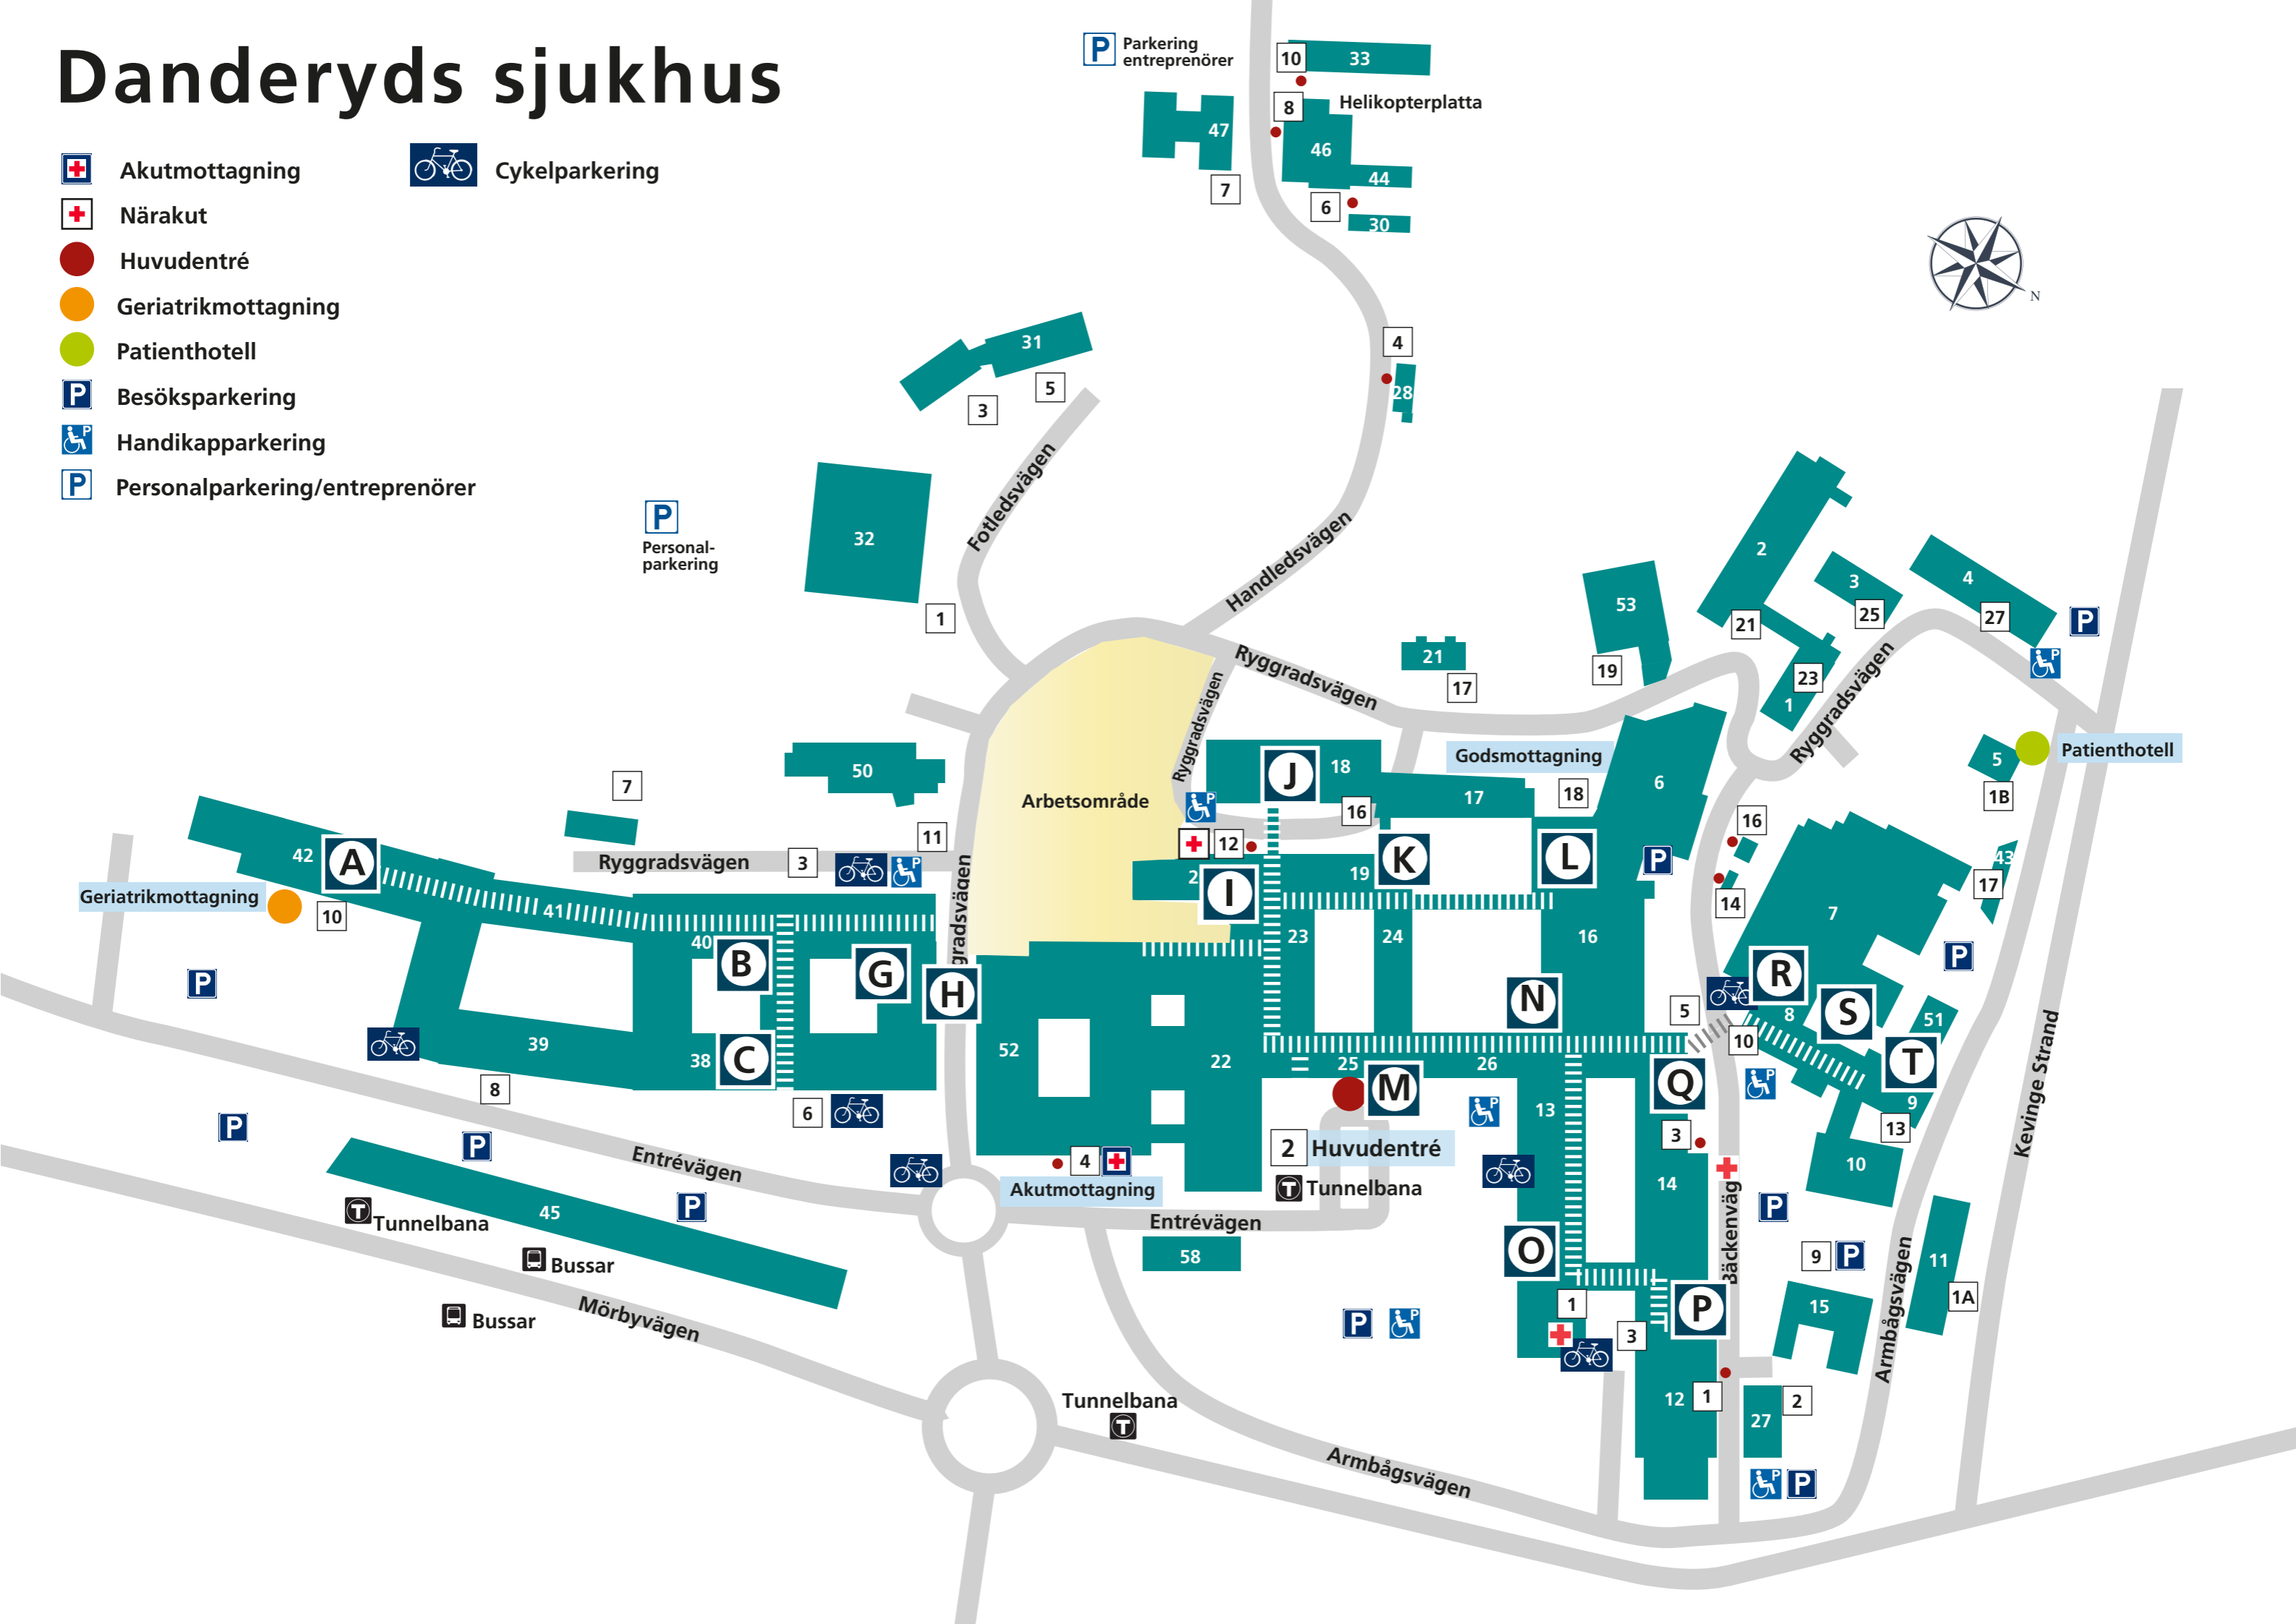 Danderyds sjukhus
Akutmottagning
Cykelparkering
Närakut
Huvudentré
Geriatrikmottagning
Patienthotell
P
Besöksparkering
P
Handikapparkering
P
Personalparkering/entreprenörer
P
Parkering
entreprenörer
10
33
8
Helikopterplatta
47
46
7
44
6
30
N
4
28
31
5
3
Fotledsvägen
P
Personal-
parkering
32
1
Handledsvägen
2
3
25
4
27
P
P
53
21
19
21
17
23
1
Ryggradsvägen
Ryggradsvägen
Ryggradsvägen
5
Patienthotell
1B
50
7
11
Arbetsområde
J
18
Godsmottagning
17
18
6
P
16
16
12
42
A
Ryggradsvägen
3
P
I
2
19
K
L
P
14
43
17
7
Geriatrikmottagning
10
41
40
B
G
H
gradsvägen
23
24
16
N
P
R
S
51
5
8
10
T
P
39
38
C
8
6
52
22
25
26
M
Q
P
9
13
P
13
3
10
Kevinge Strand
P
P
P
Entrévägen
4
Akutmottagning
2
Huvudentré
T
Tunnelbana
14
Bäckenväg
P
T
Tunnelbana
45
Bussar
Bussar
Mörbyvägen
Entrévägen
58
O
9
P
11
1A
15
1
3
P
P
P
Armbågsvägen
12
1
27
2
Tunnelbana
T
Armbågsvägen
P
P